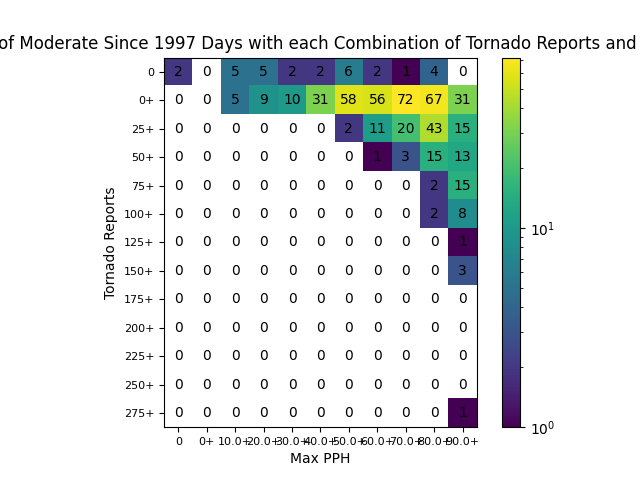 of Moderate Since 1997 Days with each Combination of Tornado Reports and
0 2 0 5 5 2 2 6 2 1 4 0
0+ 0 0 5 9 10 31 58 56 72 67 31
25+ 0 0 0 0 0 0 2 11 20 43 15
50+ 0 0 0 0 0 0 0 1 3 15 13
75+ 0 0 0 0 0 0 0 0 0 2 15
100+ 0 0 0 0 0 0 0 0 0 2 8
125+ 0 0 0 0 0 0 0 0 0 0 1
150+ 0 0 0 0 0 0 0 0 0 0 3
175+ 0 0 0 0 0 0 0 0 0 0 0
200+ 0 0 0 0 0 0 0 0 0 0 0
225+ 0 0 0 0 0 0 0 0 0 0 0
250+ 0 0 0 0 0 0 0 0 0 0 0
275+ 0 0 0 0 0 0 0 0 0 0 1
0 0+ 10.0+ 20.0+ 30.0+ 40.0+ 50.0+ 60.0+ 70.0+ 80.0+ 90.0+
Max PPH
Tornado Reports
10^1
10^0